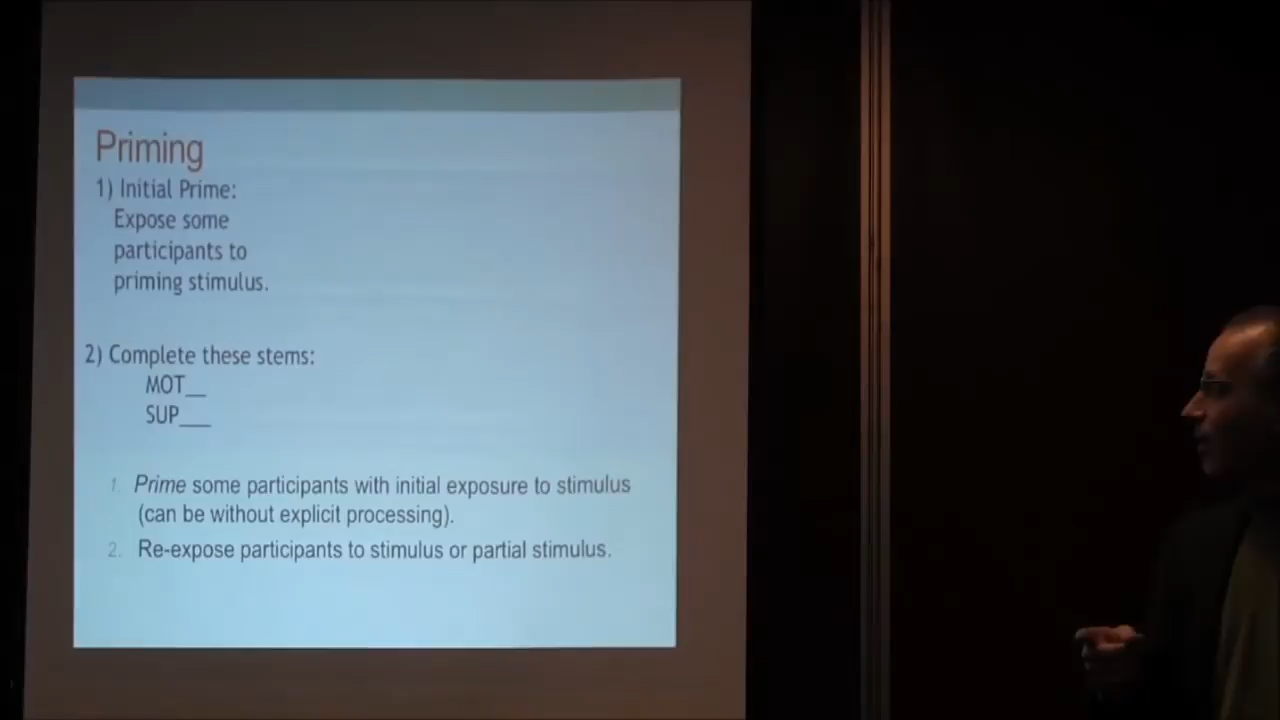 Priming
1) Initial Prime:
Expose some
participants to
priming stimulus.
2) Complete these stems:
MOT__
SUP___
1. Prime some participants with initial exposure to stimulus
(can be without explicit processing).
2. Re-expose participants to stimulus or partial stimulus.